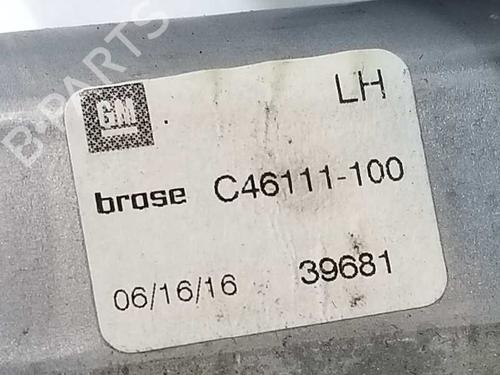 B-PARTS
GM
LH
brose C46111-100
06/16/16 39681